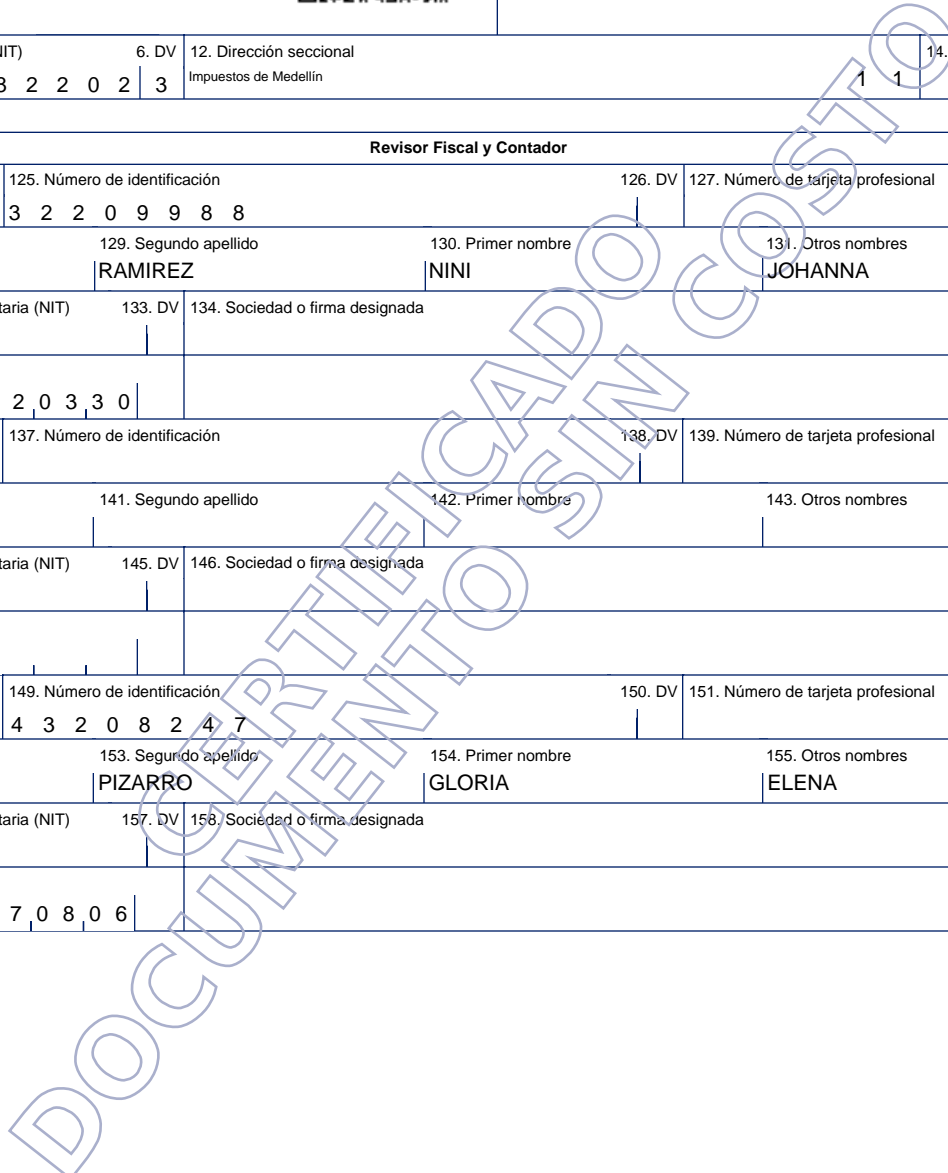 NIT) 6. DV 12. Dirección seccional 14.
3 2 2 0 2 3 Impuestos de Medellín 1 1
Revisor Fiscal y Contador
125. Número de identificación 126. DV 127. Número de tarjeta profesional
3 2 2 0 9 9 8 8
129. Segundo apellido 130. Primer nombre 131. Otros nombres
RAMIREZ NINI JOHANNA
taria (NIT) 133. DV 134. Sociedad o firma designada
2 0 3 3 0
137. Número de identificación 138. DV 139. Número de tarjeta profesional
141. Segundo apellido 142. Primer nombre 143. Otros nombres
taria (NIT) 145. DV 146. Sociedad o firma designada
149. Número de identificación 150. DV 151. Número de tarjeta profesional
4 3 2 0 8 2 4 7
153. Segundo apellido 154. Primer nombre 155. Otros nombres
PIZARRO GLORIA ELENA
taria (NIT) 157. DV 158. Sociedad o firma designada
7 0 8 0 6
CERTIFICADO
DOCUMENTO SIN COSTO